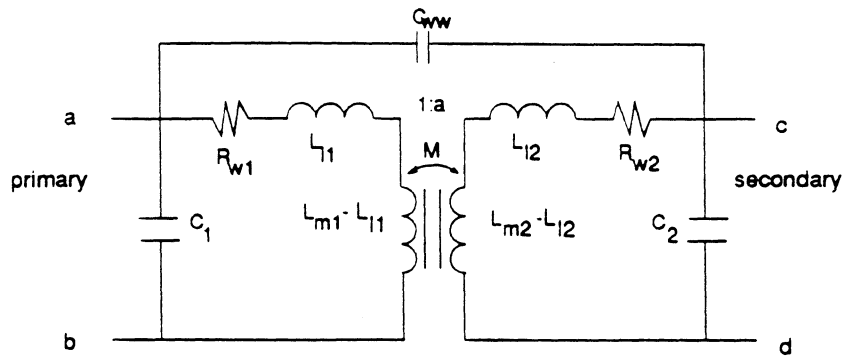 Cww
a
1:a
c
Rw1
Ll1
M
Ll2
Rw2
primary
secondary
C1
Lm1 - Ll1
Lm2 - Ll2
C2
b
d